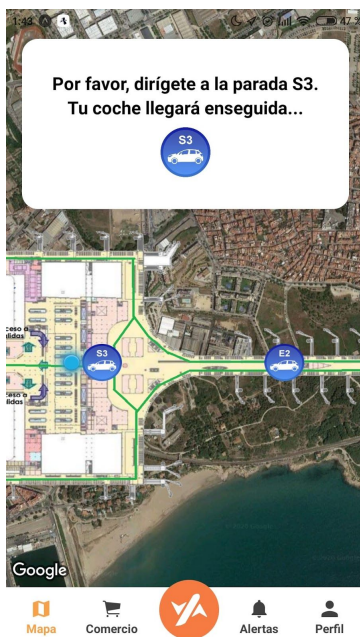 1:43
47 %
Por favor, dirígete a la parada S3.
Tu coche llegará enseguida...
S3
S3
E2
Google
Mapa
Comercio
Alertas
Perfil